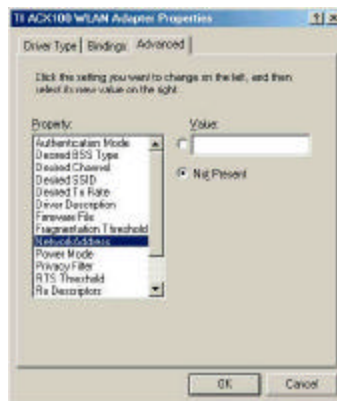 TI ACX100 WLAN Adapter Properties
Driver Type
Bindings
Advanced
Click the setting you want to change on the left, and then
select its new value on the right.
Property:
Value:
Authentication Mode
Desired BSS Type
Desired Channel
Desired SSID
Desired Tx Rate
Driver Description
Firmware File
Fragmentation Threshold
NetworkAddress
Power Mode
Privacy Filter
RTS Threshold
Rx Descriptors
Not Present
OK
Cancel